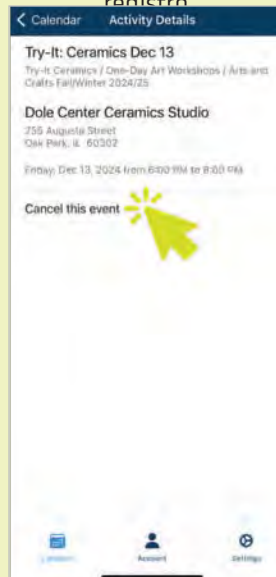 registro
Calendar Activity Details
Try-It: Ceramics Dec 13
Try-It Ceramics / One-Day Art Workshops / Arts and
Crafts Fall/Winter 2024/25
Dole Center Ceramics Studio
255 Augusta Street
Oak Park, IL 60302
Friday, Dec 13, 2024 from 6:00 PM to 8:00 PM
Cancel this event
Calendar Account Settings